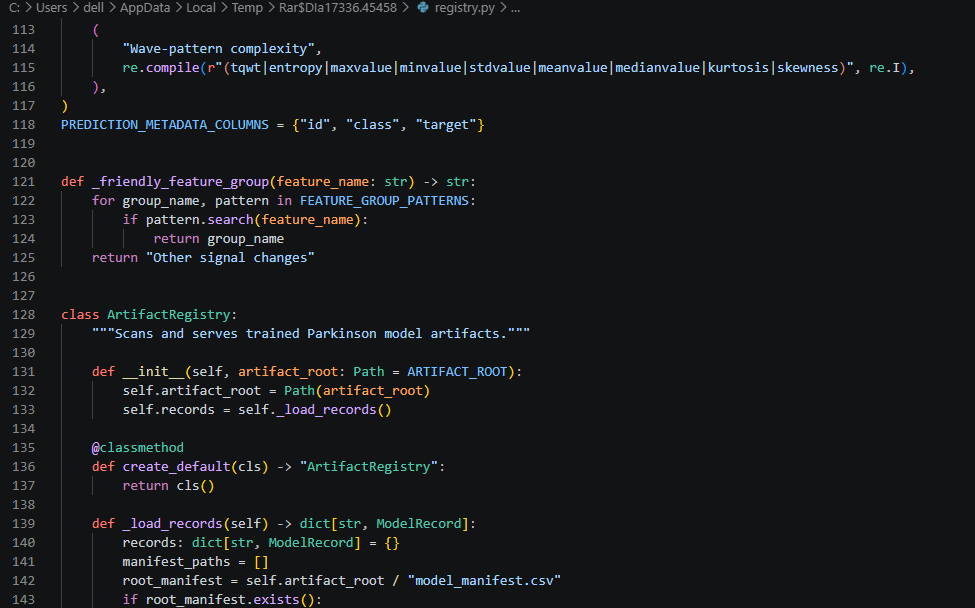 C: > Users > dell > AppData > Local > Temp > Rar$DIa17336.45458 > registry.py > ...
113     (
114         "Wave-pattern complexity",
115         re.compile(r"(tqwt|entropy|maxvalue|minvalue|stdvalue|meanvalue|medianvalue|kurtosis|skewness)", re.I),
116     ),
117 )
118 PREDICTION_METADATA_COLUMNS = {"id", "class", "target"}
119
120
121 def _friendly_feature_group(feature_name: str) -> str:
122     for group_name, pattern in FEATURE_GROUP_PATTERNS:
123         if pattern.search(feature_name):
124             return group_name
125     return "Other signal changes"
126
127
128 class ArtifactRegistry:
129     """Scans and serves trained Parkinson model artifacts."""
130
131     def __init__(self, artifact_root: Path = ARTIFACT_ROOT):
132         self.artifact_root = Path(artifact_root)
133         self.records = self._load_records()
134
135     @classmethod
136     def create_default(cls) -> "ArtifactRegistry":
137         return cls()
138
139     def _load_records(self) -> dict[str, ModelRecord]:
140         records: dict[str, ModelRecord] = {}
141         manifest_paths = []
142         root_manifest = self.artifact_root / "model_manifest.csv"
143         if root_manifest.exists():